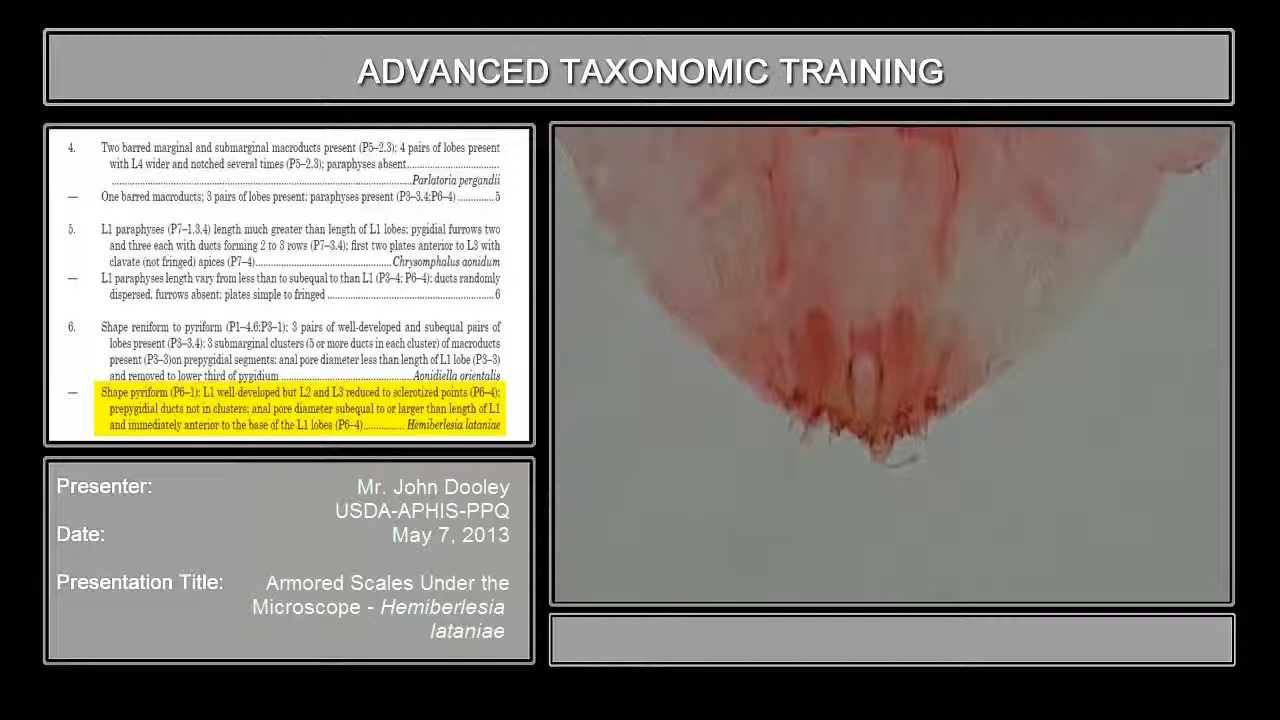 ADVANCED TAXONOMIC TRAINING
4. Two barred marginal and submarginal macroducts present (P5–2.3); 4 pairs of lobes present
with L4 wider and notched several times (P5–2.3); paraphyses absent..................................
....................................................................................................Parlatoria pergandii
— One barred macroducts; 3 pairs of lobes present; paraphyses present (P3–3,4;P6–4) .............5
5. L1 paraphyses (P7–1,3.4) length much greater than length of L1 lobes; pygidial furrows two
and three each with ducts forming 2 to 3 rows (P7–3.4); first two plates anterior to L3 with
clavate (not fringed) apices (P7–4)..............................................Chrysomphalus aonidum
— L1 paraphyses length vary from less than to subequal to than L1 (P3–4; P6–4); ducts randomly
dispersed, furrows absent; plates simple to fringed .........................................................6
6. Shape reniform to pyriform (P1–4.6;P3–1); 3 pairs of well-developed and subequal pairs of
lobes present (P3–3.4); 3 submarginal clusters (5 or more ducts in each cluster) of macroducts
present (P3–3)on prepygidial segments; anal pore diameter less than length of L1 lobe (P3–3)
and removed to lower third of pygidium .............................................Aonidiella orientalis
— Shape pyriform (P6–1); L1 well-developed but L2 and L3 reduced to sclerotized points (P6–4);
prepygidial ducts not in clusters; anal pore diameter subequal to or larger than length of L1
and immediately anterior to the base of the L1 lobes (P6–4).............. Hemiberlesia lataniae
Presenter: Mr. John Dooley
USDA-APHIS-PPQ
Date: May 7, 2013
Presentation Title: Armored Scales Under the
Microscope - Hemiberlesia
lataniae